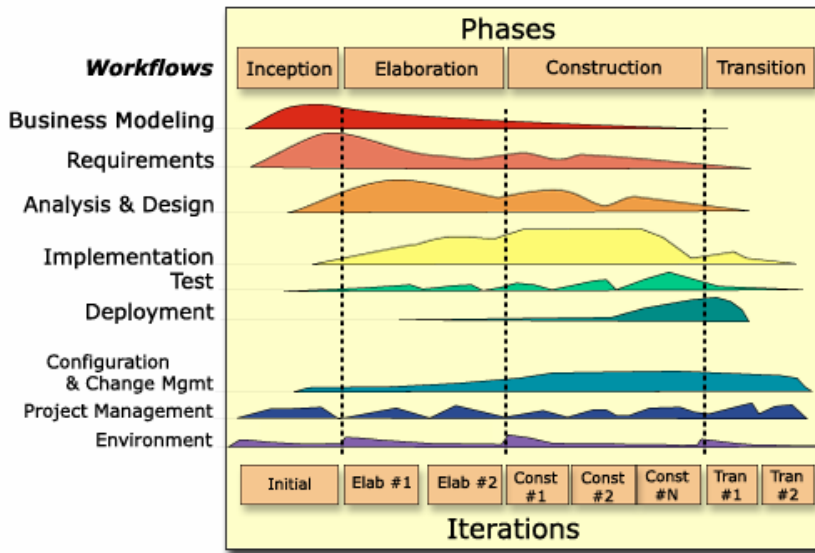 Phases
Workflows
Inception
Elaboration
Construction
Transition
Business Modeling
Requirements
Analysis & Design
Implementation
Test
Deployment
Configuration
& Change Mgmt
Project Management
Environment
Initial
Elab #1
Elab #2
Const
#1
Const
#2
Const
#N
Tran
#1
Tran
#2
Iterations